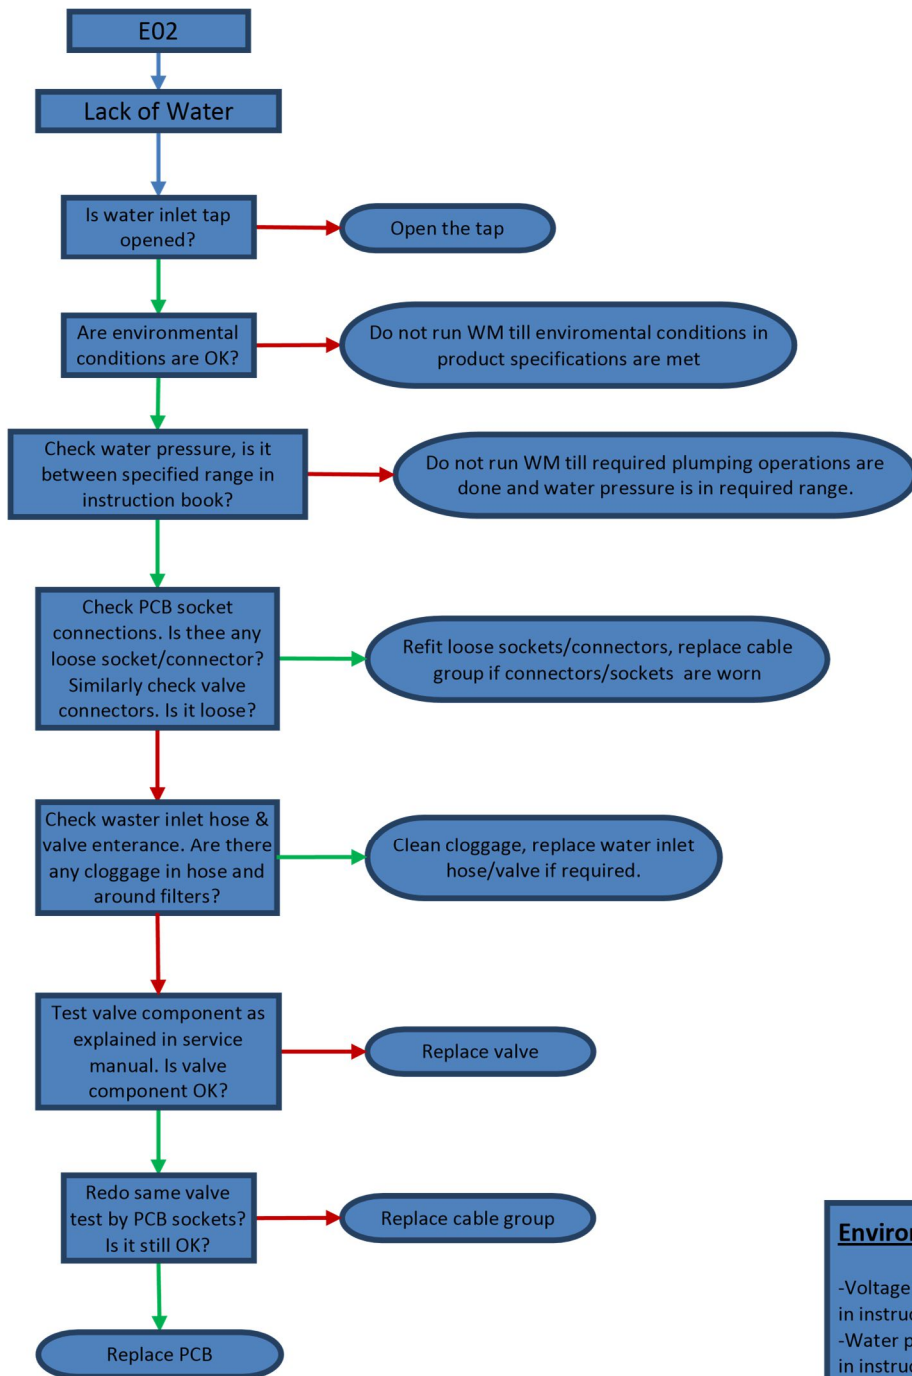 E02
Lack of Water
Is water inlet tap
opened?
Open the tap
Are environmental
conditions are OK?
Do not run WM till enviromental conditions in
product specifications are met
Check water pressure, is it
between specified range in
instruction book?
Do not run WM till required plumping operations are
done and water pressure is in required range.
Check PCB socket
connections. Is thee any
loose socket/connector?
Similarly check valve
connectors. Is it loose?
Refit loose sockets/connectors, replace cable
group if connectors/sockets are worn
Check waster inlet hose &
valve enterance. Are there
any cloggage in hose and
around filters?
Clean cloggage, replace water inlet
hose/valve if required.
Test valve component as
explained in service
manual. Is valve
component OK?
Replace valve
Redo same valve
test by PCB sockets?
Is it still OK?
Replace cable group
Replace PCB
-Voltage
in
-Water
in